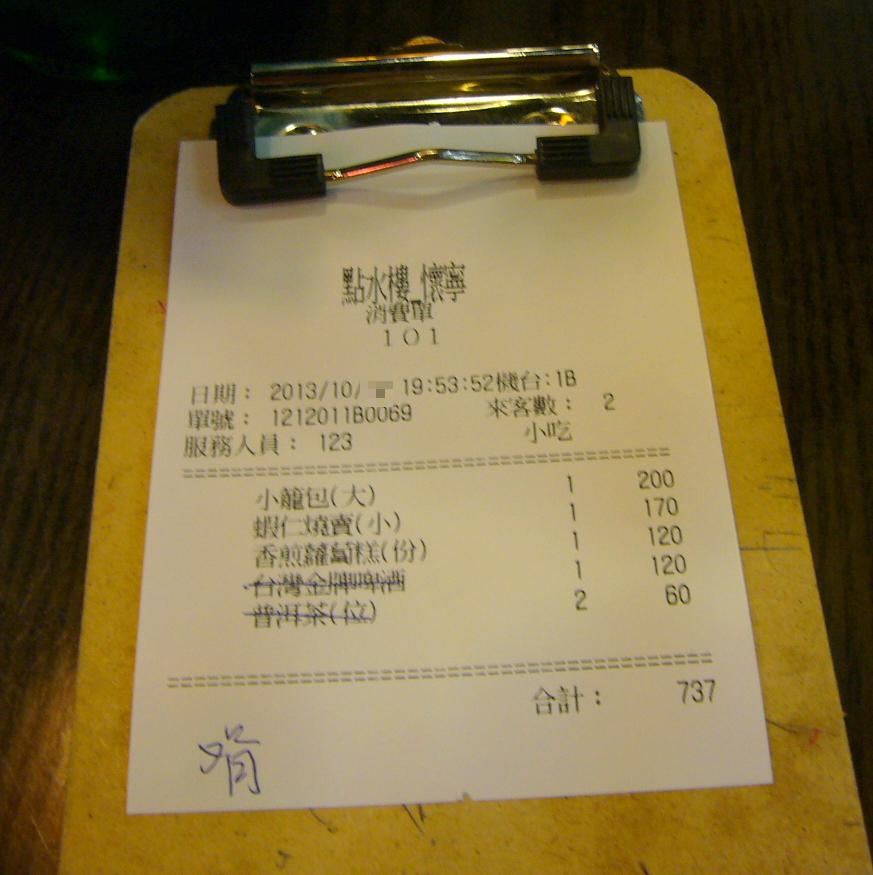 點水樓_懷寧
消費單
101
日期： 2013/10/ 19:53:52機台:1B
單號： 1212011B0069 來客數： 2
服務人員： 123 小吃
小籠包(大) 1 200
蝦仁燒賣(小) 1 170
香煎蘿蔔糕(份) 1 120
台灣金牌啤酒 1 120
普洱茶(位) 2 60
合計： 737
娟